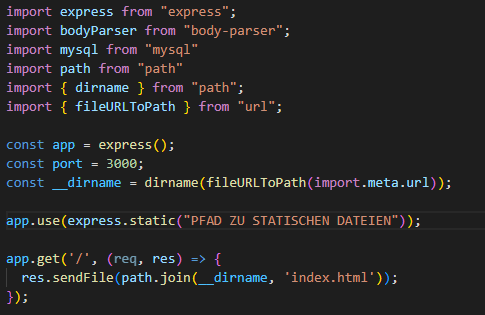 import express from "express";
import bodyParser from "body-parser";
import mysql from "mysql"
import path from "path"
import { dirname } from "path";
import { fileURLToPath } from "url";
const app = express();
const port = 3000;
const __dirname = dirname(fileURLToPath(import.meta.url));
app.use(express.static("PFAD ZU STATISCHEN DATEIEN"));
app.get('/', (req, res) => {
  res.sendFile(path.join(__dirname, 'index.html'));
});